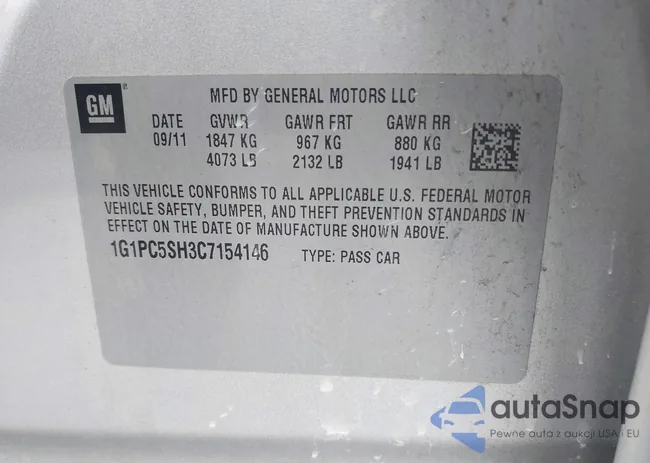 GM
MFD BY GENERAL MOTORS LLC
DATE GVWR GAWR FRT GAWR RR
09/11 1847 KG 967 KG 880 KG
4073 LB 2132 LB 1941 LB
THIS VEHICLE CONFORMS TO ALL APPLICABLE U.S. FEDERAL MOTOR
VEHICLE SAFETY, BUMPER, AND THEFT PREVENTION STANDARDS IN
EFFECT ON THE DATE OF MANUFACTURE SHOWN ABOVE.
1G1PC5SH3C7154146 TYPE: PASS CAR
autoSnap
Pewne auta z aukcji USA i EU